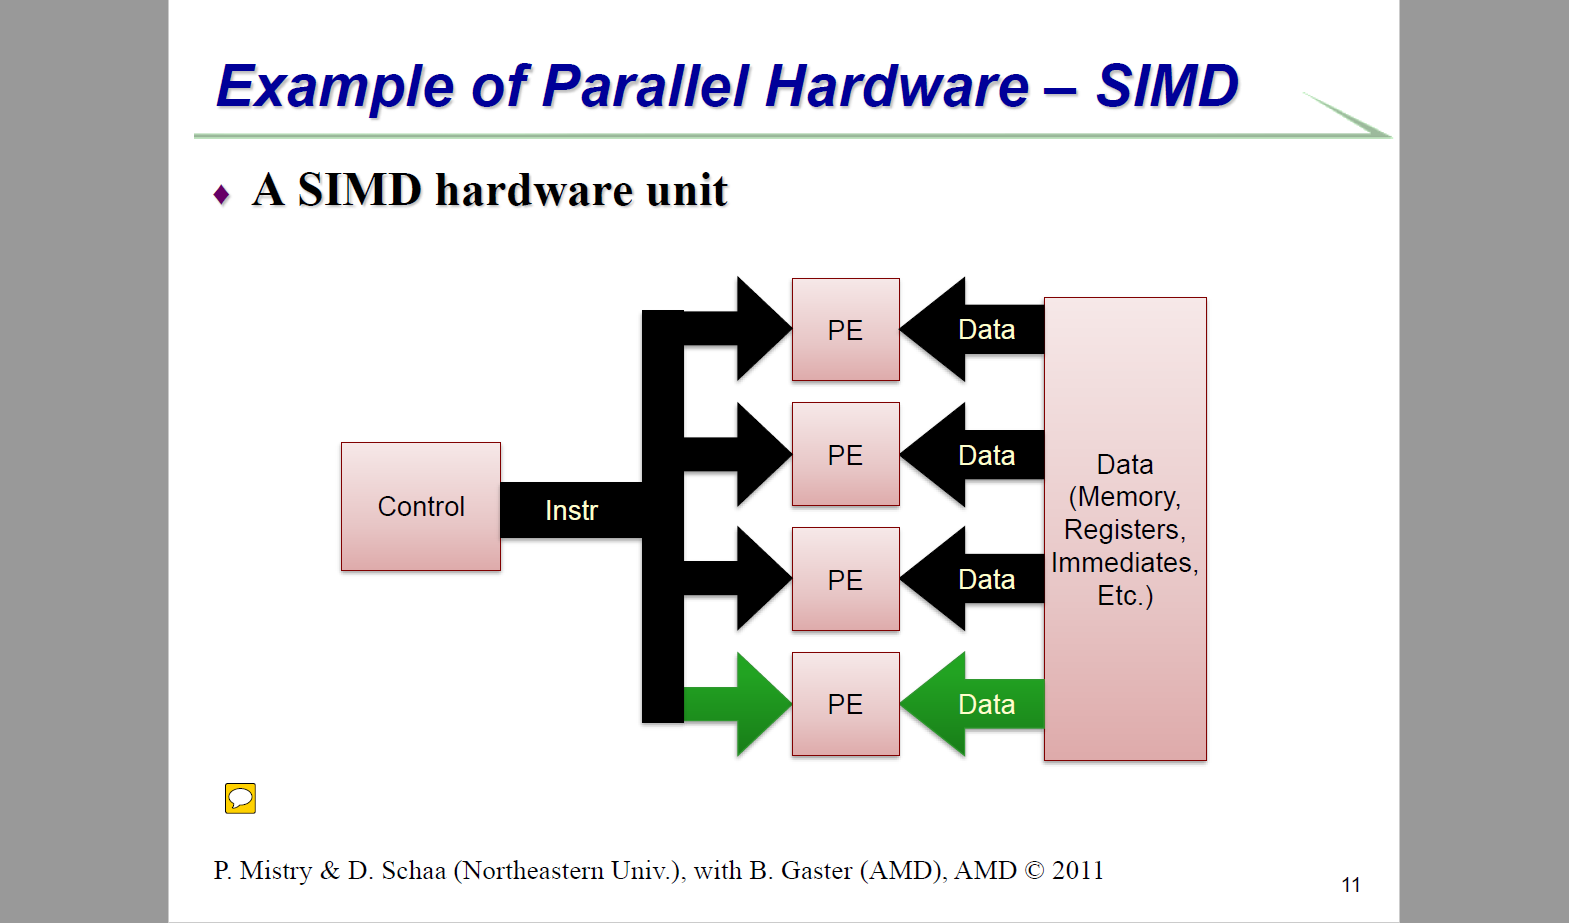 Example of Parallel Hardware – SIMD
♦ A SIMD hardware unit
Control
Instr
PE
Data
PE
Data
PE
Data
PE
Data
Data
(Memory,
Registers,
Immediates,
Etc.)
P. Mistry & D. Schaa (Northeastern Univ.), with B. Gaster (AMD), AMD © 2011
11